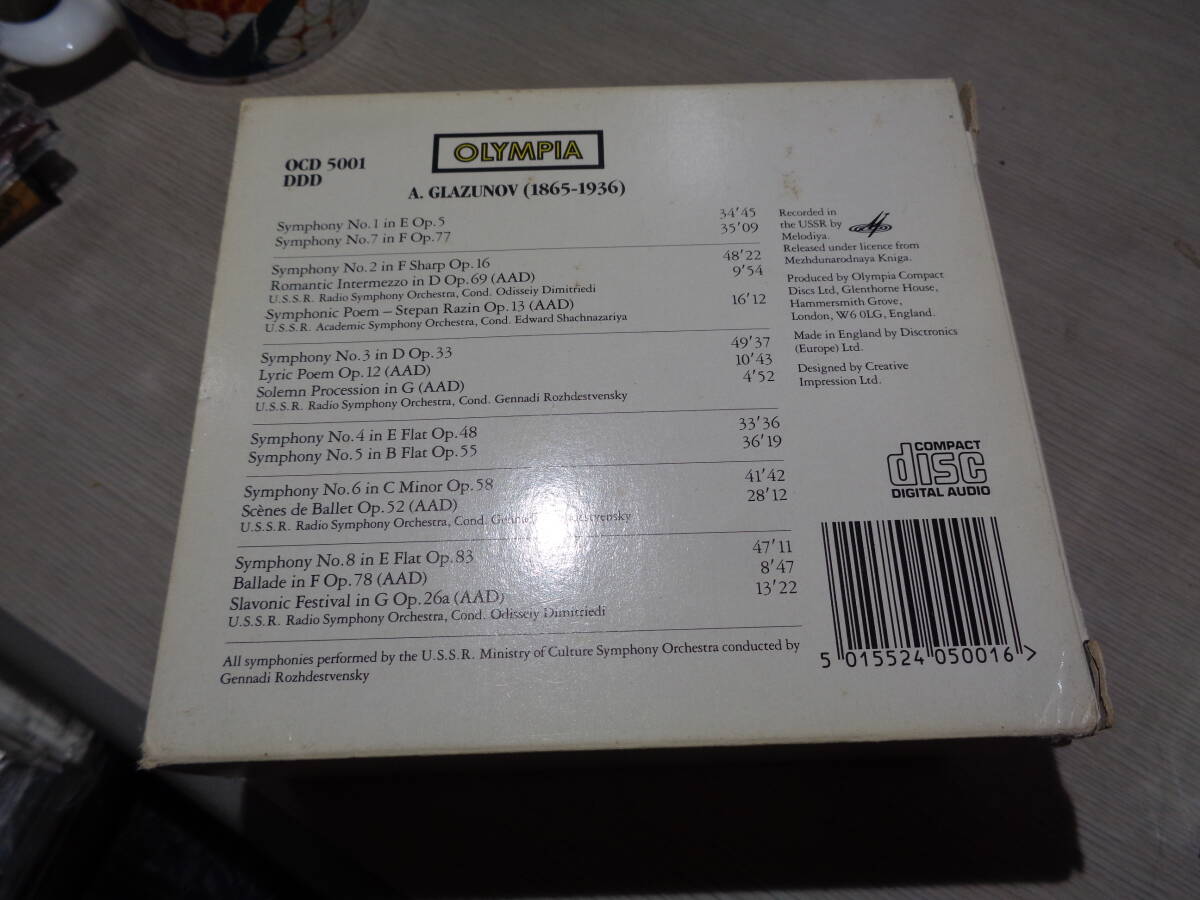 OCD 5001
DDD
OLYMPIA
A. GLAZUNOV (1865-1936)
Symphony No.1 in E Op.5 34'45
Symphony No.7 in F Op.77 35'09
Symphony No.2 in F Sharp Op.16 48'22
Romantic Intermezzo in D Op.69 (AAD) 9'54
U.S.S.R. Radio Symphony Orchestra, Cond. Odisseiy Dimitriedi
Symphonic Poem – Stepan Razin Op.13 (AAD) 16'12
U.S.S.R. Academic Symphony Orchestra, Cond. Edward Shachnazariya
Symphony No.3 in D Op.33 49'37
Lyric Poem Op.12 (AAD) 10'43
Solemn Procession in G (AAD) 4'52
U.S.S.R. Radio Symphony Orchestra, Cond. Gennadi Rozhdestvensky
Symphony No.4 in E Flat Op.48 33'36
Symphony No.5 in B Flat Op.55 36'19
Symphony No.6 in C Minor Op.58 41'42
Scènes de Ballet Op.52 (AAD) 28'12
U.S.S.R. Radio Symphony Orchestra, Cond. Gennadi Rozhdestvensky
Symphony No.8 in E Flat Op.83 47'11
Ballade in F Op.78 (AAD) 8'47
Slavonic Festival in G Op.26a (AAD) 13'22
U.S.S.R. Radio Symphony Orchestra, Cond. Odisseiy Dimitriedi
All symphonies performed by the U.S.S.R. Ministry of Culture Symphony Orchestra conducted by
Gennadi Rozhdestvensky
Recorded in
the USSR by
Melodiya.
Released under licence from
Mezhdunarodnaya Kniga.
Produced by Olympia Compact
Discs Ltd, Glenthorne House,
Hammersmith Grove,
London, W6 0LG, England.
Made in England by Disctronics
(Europe) Ltd.
Designed by Creative
Impression Ltd.
COMPACT
disc
DIGITAL AUDIO
5 015524 050016 >